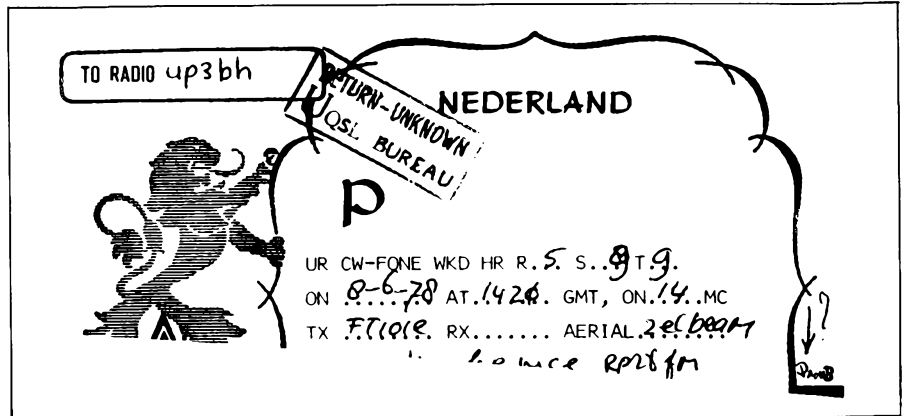 TO RADIO up3bh
RETURN-UNKNOWN
U QSL BUREAU
NEDERLAND
P
UR CW-FONE WKD HR R.5. S..9 T.9.
ON 8-6-78 AT.1420. GMT, ON.14..MC
TX .FT101E. RX....... AERIAL.2el beam
?